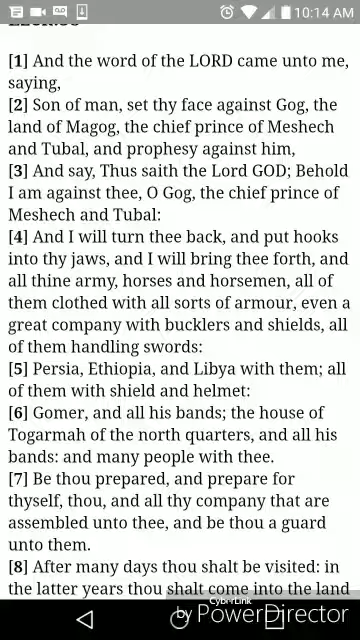 10:14 AM
[1] And the word of the LORD came unto me,
saying,
[2] Son of man, set thy face against Gog, the
land of Magog, the chief prince of Meshech
and Tubal, and prophesy against him,
[3] And say, Thus saith the Lord GOD; Behold
I am against thee, O Gog, the chief prince of
Meshech and Tubal:
[4] And I will turn thee back, and put hooks
into thy jaws, and I will bring thee forth, and
all thine army, horses and horsemen, all of
them clothed with all sorts of armour, even a
great company with bucklers and shields, all
of them handling swords:
[5] Persia, Ethiopia, and Libya with them; all
of them with shield and helmet:
[6] Gomer, and all his bands; the house of
Togarmah of the north quarters, and all his
bands: and many people with thee.
[7] Be thou prepared, and prepare for
thyself, thou, and all thy company that are
assembled unto thee, and be thou a guard
unto them.
[8] After many days thou shalt be visited: in
the latter years thou shalt come into the land
CyberLink
by PowerDirector